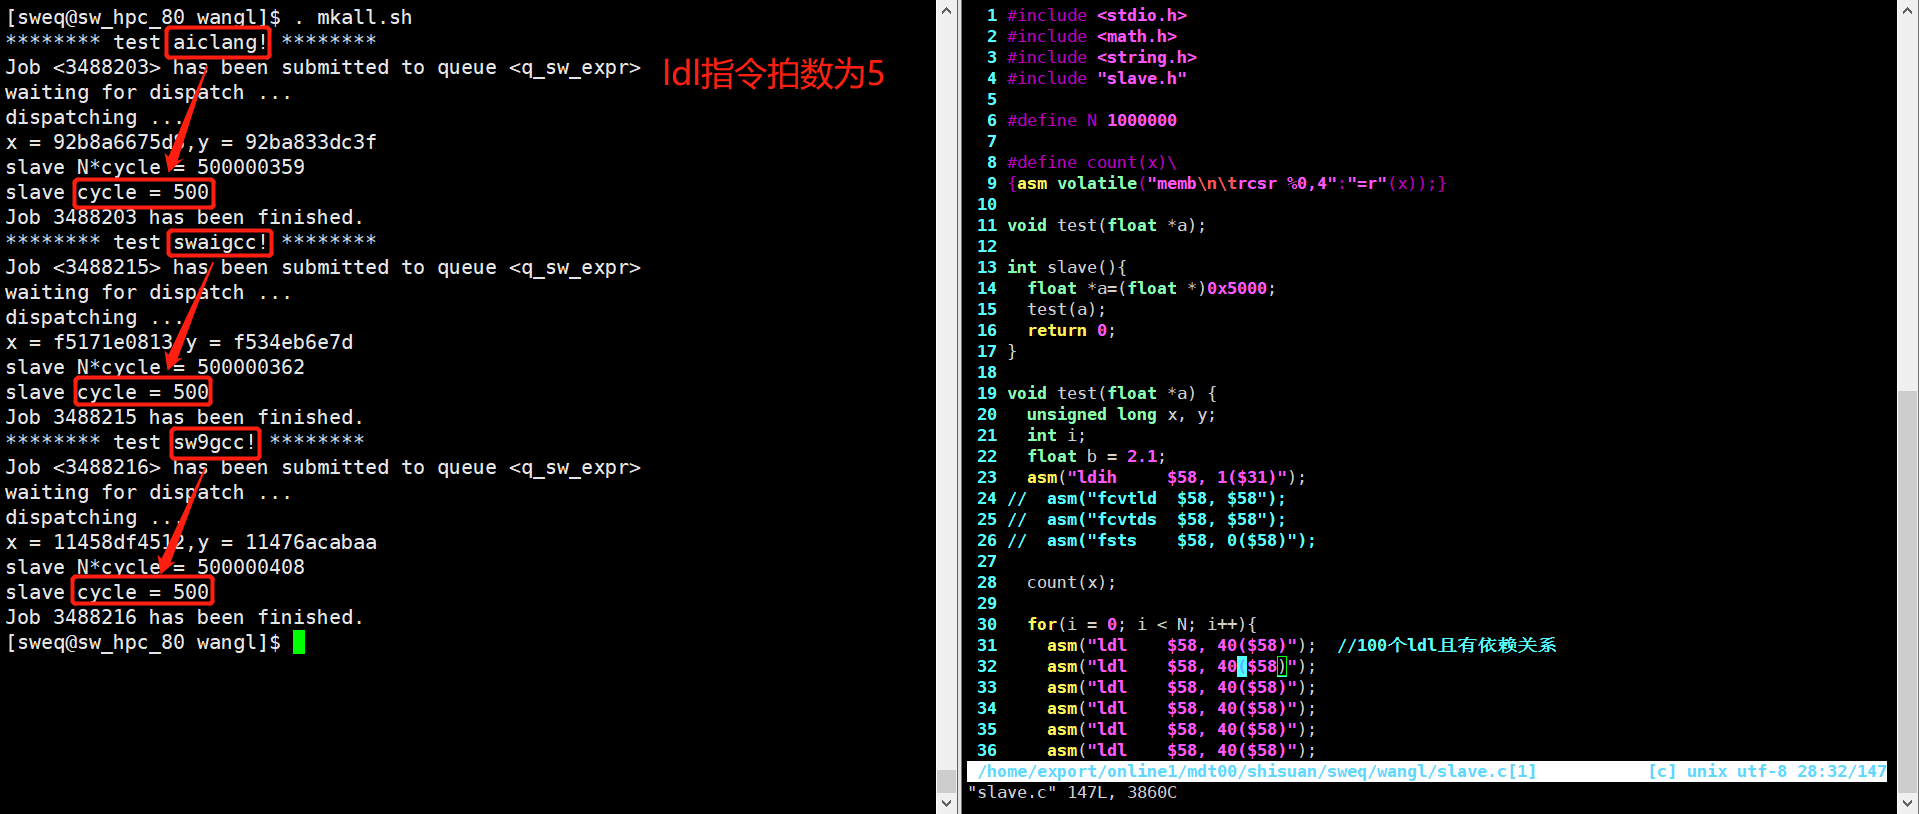 [sweq@sw_hpc_80 wangl]$ . mkall.sh
******** test aiclang! ********
Job <3488203> has been submitted to queue <q_sw_expr>
waiting for dispatch ...
dispatching ...
x = 92b8a6675d8,y = 92ba833dc3f
slave N*cycle = 500000359
slave cycle = 500
Job 3488203 has been finished.
******** test swaigcc! ********
Job <3488215> has been submitted to queue <q_sw_expr>
waiting for dispatch ...
dispatching ...
x = f5171e0813,y = f534eb6e7d
slave N*cycle = 500000362
slave cycle = 500
Job 3488215 has been finished.
******** test sw9gcc! ********
Job <3488216> has been submitted to queue <q_sw_expr>
waiting for dispatch ...
dispatching ...
x = 11458df4512,y = 11476acabaa
slave N*cycle = 500000408
slave cycle = 500
Job 3488216 has been finished.
[sweq@sw_hpc_80 wangl]$
ldl指令拍数为5
1 #include <stdio.h>
2 #include <math.h>
3 #include <string.h>
4 #include "slave.h"
5
6 #define N 1000000
7
8 #define count(x)\
9 {asm volatile("memb\n\trcsr %0,4":"=r"(x));}
10
11 void test(float *a);
12
13 int slave(){
14   float *a=(float *)0x5000;
15   test(a);
16   return 0;
17 }
18
19 void test(float *a) {
20   unsigned long x, y;
21   int i;
22   float b = 2.1;
23   asm("ldih     $58, 1($31)");
24 //  asm("fcvtld  $58, $58");
25 //  asm("fcvtds  $58, $58");
26 //  asm("fsts    $58, 0($58)");
27
28   count(x);
29
30   for(i = 0; i < N; i++){
31     asm("ldl    $58, 40($58)");  //100个ldl且有依赖关系
32     asm("ldl    $58, 40($58)");
33     asm("ldl    $58, 40($58)");
34     asm("ldl    $58, 40($58)");
35     asm("ldl    $58, 40($58)");
36     asm("ldl    $58, 40($58)");
/home/export/online1/mdt00/shisuan/sweq/wangl/slave.c[1] [c] unix utf-8 28:32/147
"slave.c" 147L, 3860C